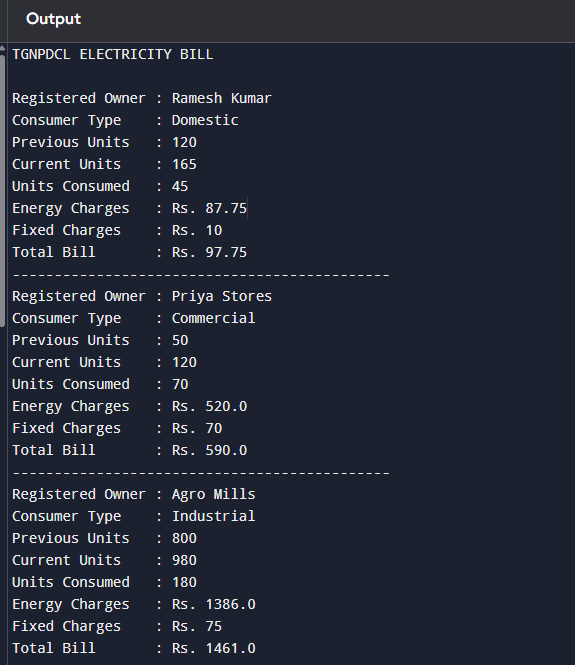 Output
TGNPDCL ELECTRICITY BILL
Registered Owner : Ramesh Kumar
Consumer Type    : Domestic
Previous Units   : 120
Current Units    : 165
Units Consumed   : 45
Energy Charges   : Rs. 87.75
Fixed Charges    : Rs. 10
Total Bill       : Rs. 97.75
---------------------------------------------
Registered Owner : Priya Stores
Consumer Type    : Commercial
Previous Units   : 50
Current Units    : 120
Units Consumed   : 70
Energy Charges   : Rs. 520.0
Fixed Charges    : Rs. 70
Total Bill       : Rs. 590.0
---------------------------------------------
Registered Owner : Agro Mills
Consumer Type    : Industrial
Previous Units   : 800
Current Units    : 980
Units Consumed   : 180
Energy Charges   : Rs. 1386.0
Fixed Charges    : Rs. 75
Total Bill       : Rs. 1461.0